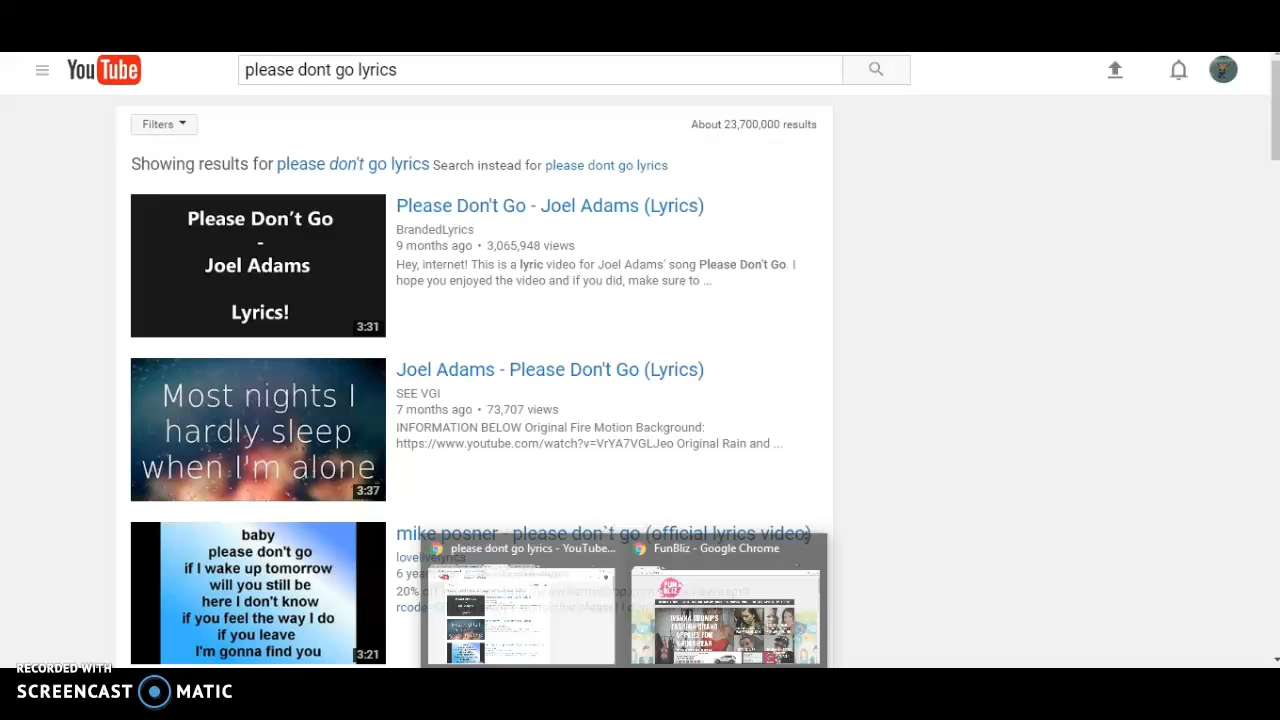 YouTube
please dont go lyrics
Filters
About 23,700,000 results
Showing results for please don't go lyrics Search instead for please dont go lyrics
Please Don't Go
-
Joel Adams
Lyrics!
3:31
Please Don't Go - Joel Adams (Lyrics)
BrandedLyrics
9 months ago • 3,065,948 views
Hey, internet! This is a lyric video for Joel Adams' song Please Don't Go. I
hope you enjoyed the video and if you did, make sure to ...
Most nights I
hardly sleep
when I'm alone
3:37
Joel Adams - Please Don't Go (Lyrics)
SEE VGI
7 months ago • 73,707 views
INFORMATION BELOW Original Fire Motion Background:
https://www.youtube.com/watch?v=VrYA7VGLJeo Original Rain and ...
baby
please don't go
if I wake up tomorrow
will you still be
here I don't know
if you feel the way I do
if you leave
I'm gonna find you
3:21
mike posner - please don`t go (official lyrics video)
lovelivelyrics
6 year
20% off
rcode
please dont go lyrics - YouTube...
FunBiz - Google Chrome
RECORDED WITH
SCREENCAST MATIC